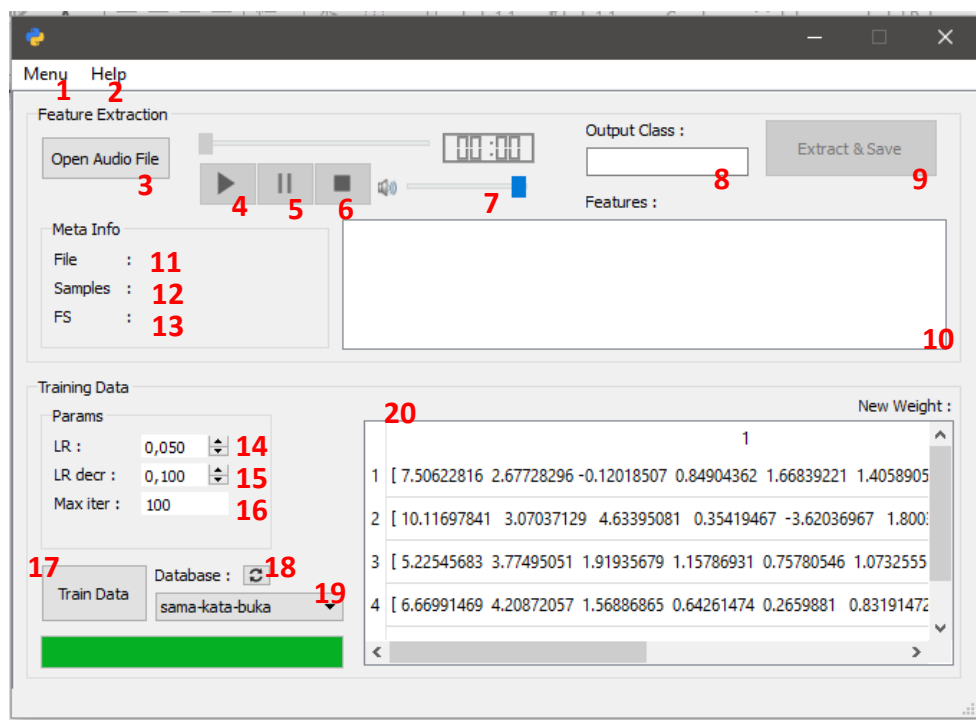 Menu Help
1 2
Feature Extraction
Open Audio File
3
00:00
4 5 6 7
Output Class :
8
Extract & Save
9
Features :
10
Meta Info
File : 11
Samples : 12
FS : 13
Training Data
Params
LR : 0,050 14
LR decr : 0,100 15
Max iter : 100 16
17
Train Data
Database : 18
sama-kata-buka 19
20
New Weight :
1
1 [ 7.50622816 2.67728296 -0.12018507 0.84904362 1.66839221 1.4058905
2 [ 10.11697841 3.07037129 4.63395081 0.35419467 -3.62036967 1.800
3 [ 5.22545683 3.77495051 1.91935679 1.15786931 0.75780546 1.0732555
4 [ 6.66991469 4.20872057 1.56886865 0.64261474 0.2659881 0.83191472